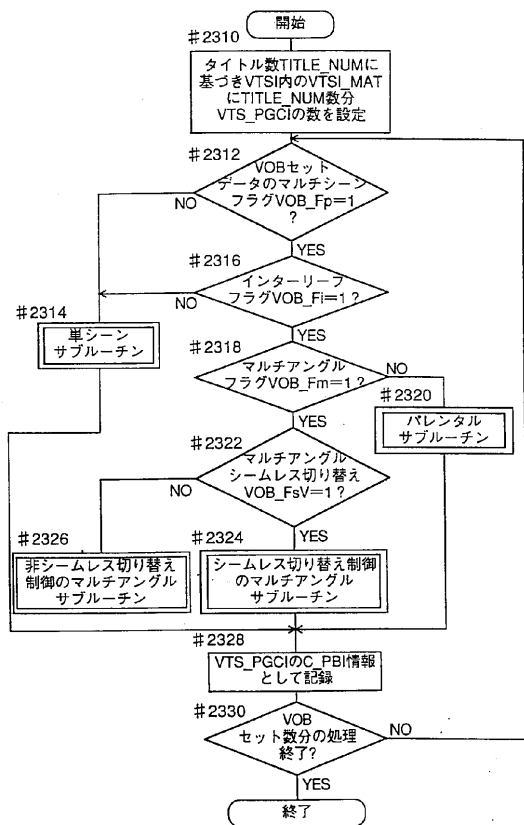 開始
#2310
タイトル数TITLE_NUMに
基づきVTSI内のVTSI_MAT
にTITLE_NUM数分
VTS_PGCIの数を設定
#2312
VOBセット
データのマルチシーン
フラグVOB_Fp=1
?
NO
YES
#2316
インターリーフ
フラグVOB_Fi=1?
NO
YES
#2314
単シーン
サブルーチン
#2318
マルチアングル
フラグVOB_Fm=1?
NO
YES
#2320
パレンタル
サブルーチン
#2322
マルチアングル
シームレス切り替え
VOB_FsV=1?
NO
YES
#2326
非シームレス切り替え
制御のマルチアングル
サブルーチン
#2324
シームレス切り替え制御
のマルチアングル
サブルーチン
#2328
VTS_PGCIのC_PBI情報
として記録
#2330
VOB
セット数分の処理
終了?
NO
YES
終了